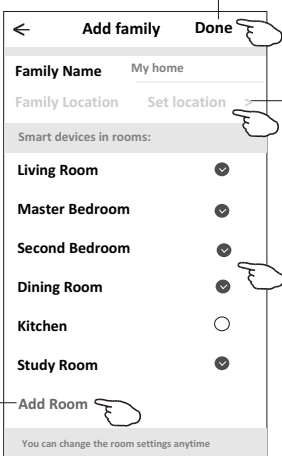 ← Add family Done
Family Name My home
Family Location Set location >
Smart devices in rooms:
Living Room
Master Bedroom
Second Bedroom
Dining Room
Kitchen
Study Room
Add Room
You can change the room settings anytime